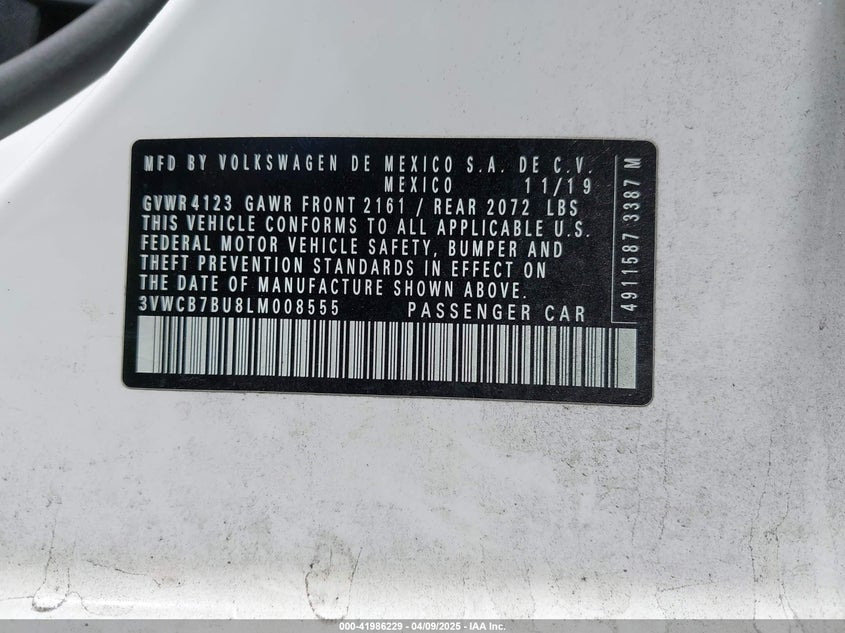 MFD BY VOLKSWAGEN DE MEXICO S.A. DE C.V.
MEXICO 11/19
GVWR 4123 GAWR FRONT 2161 / REAR 2072 LBS
THIS VEHICLE CONFORMS TO ALL APPLICABLE U.S.
FEDERAL MOTOR VEHICLE SAFETY, BUMPER AND
THEFT PREVENTION STANDARDS IN EFFECT ON
THE DATE OF MANUFACTURE SHOWN ABOVE.
3VWCB7BU8LM008555 PASSENGER CAR
4911587 3387 M
000-41986229 - 04/09/2025 - IAA Inc.